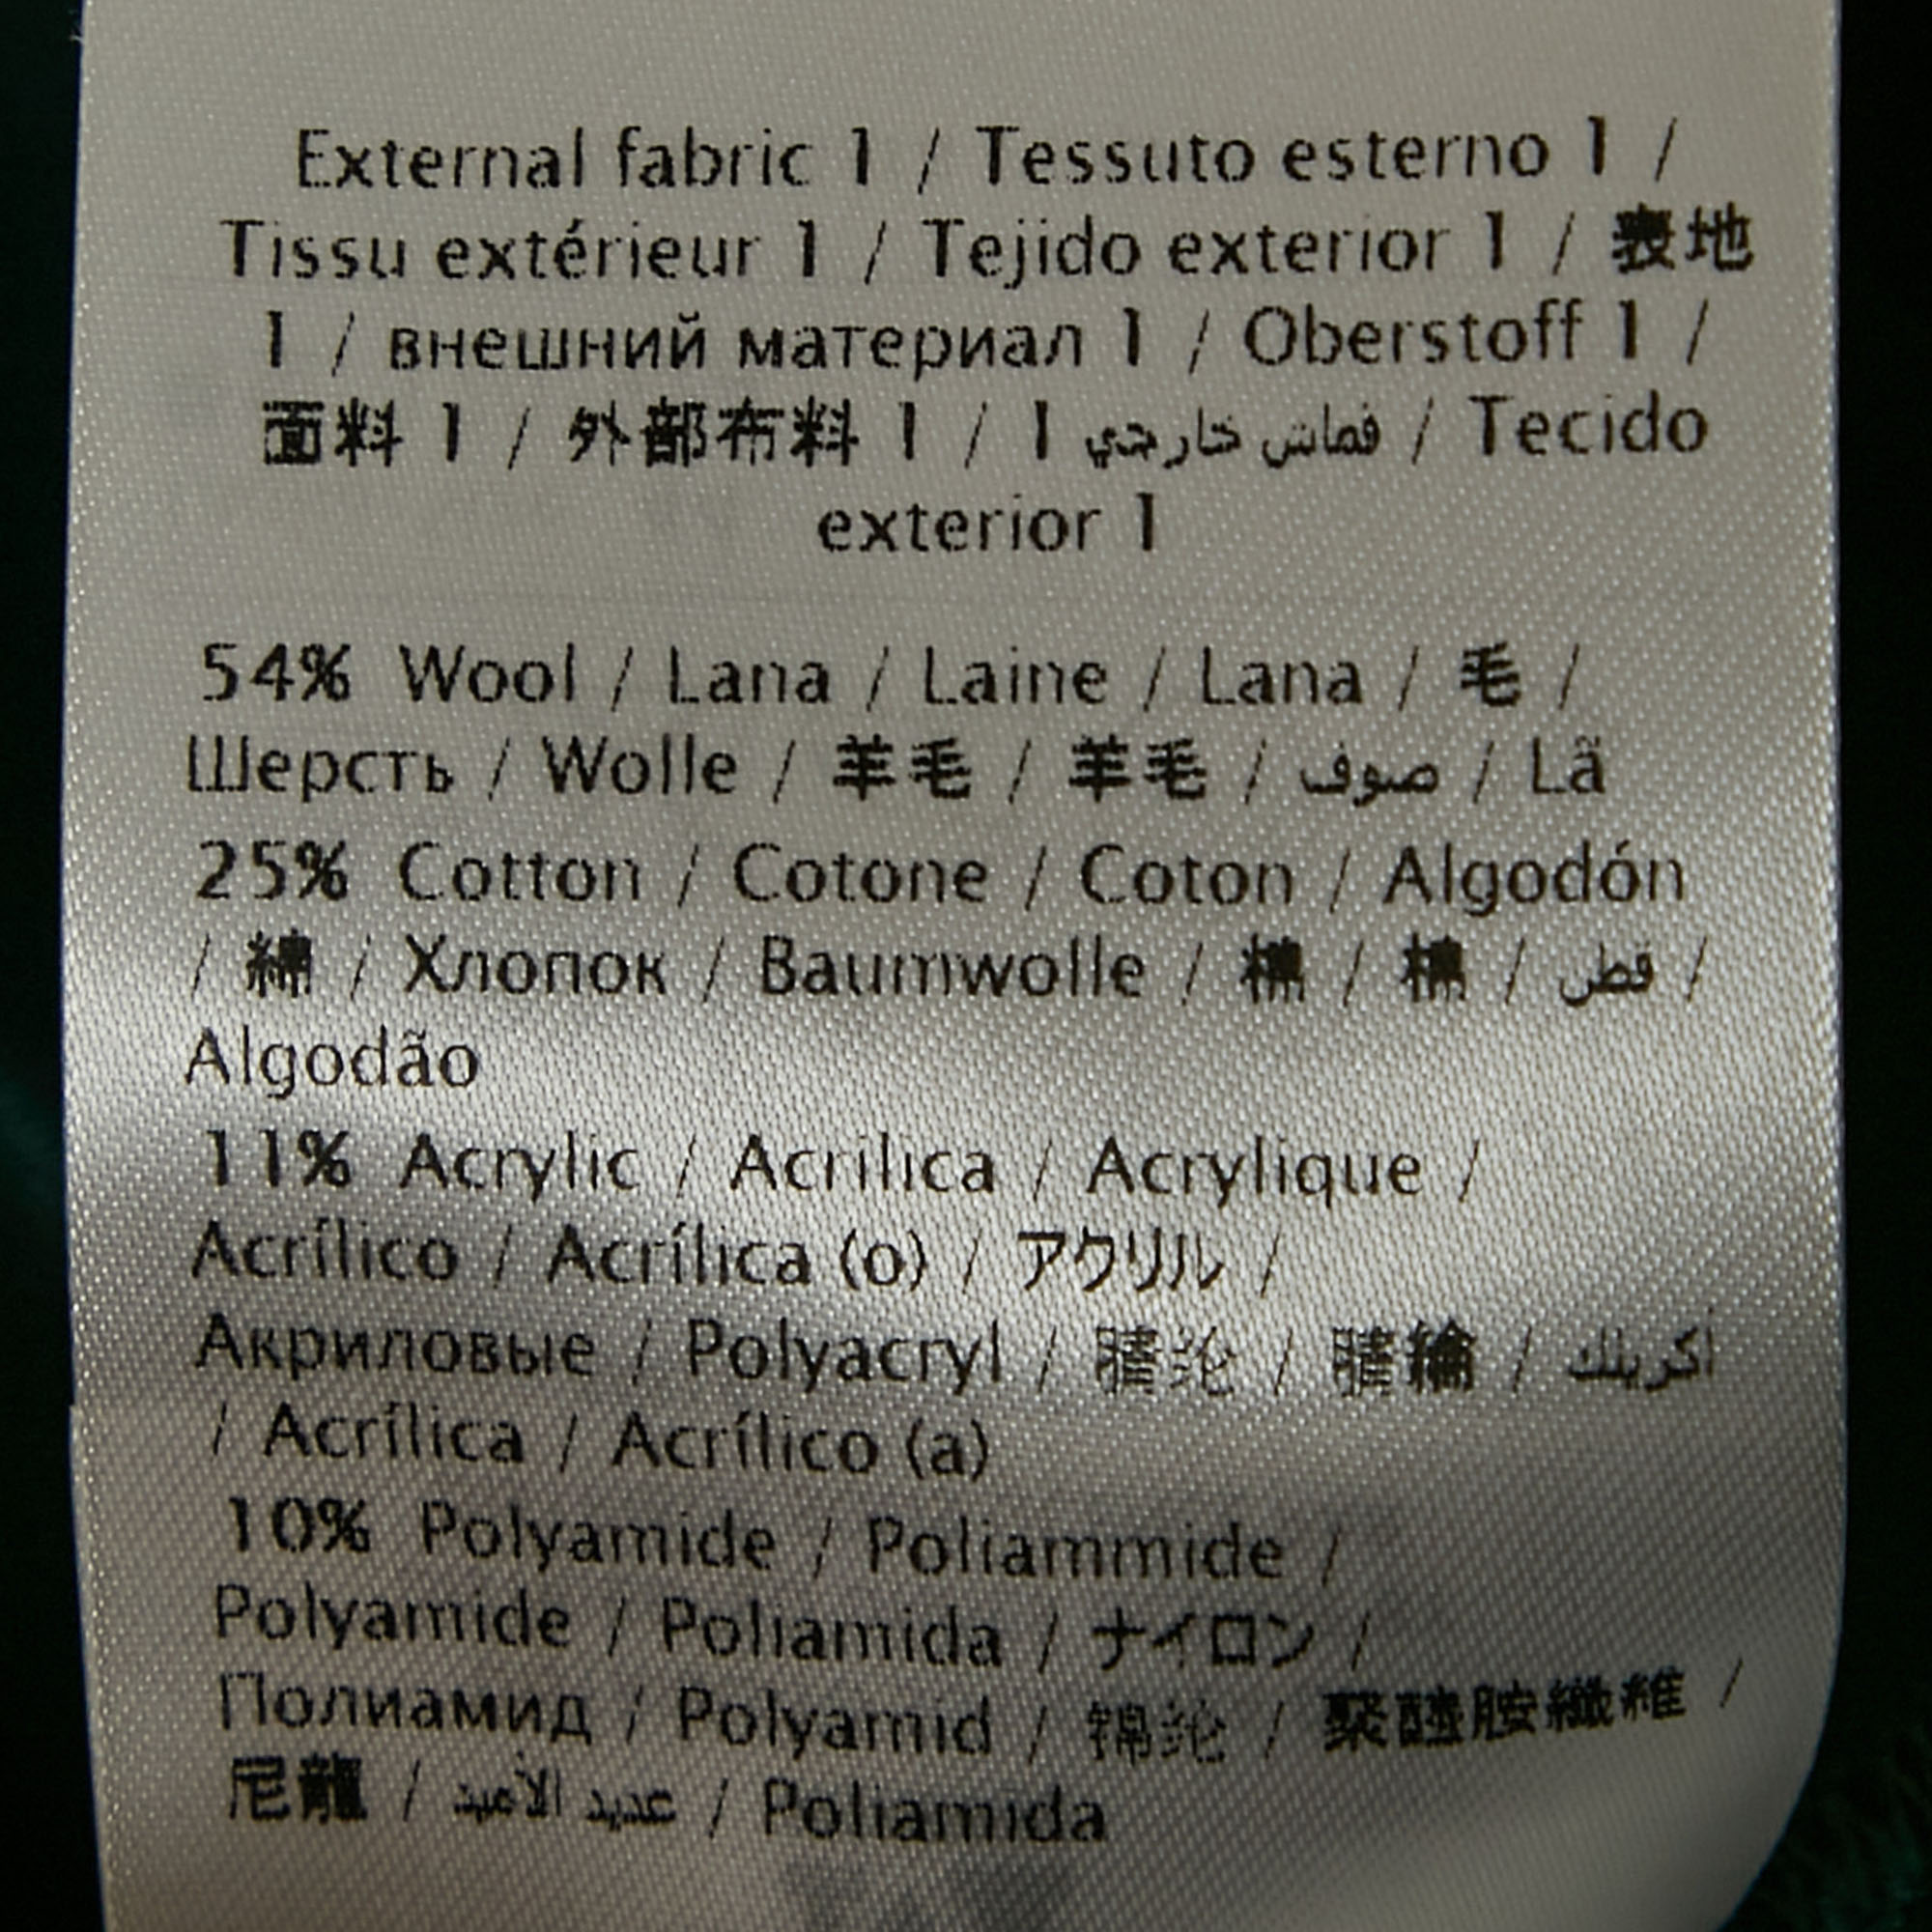 External fabric 1 / Tessuto esterno 1 /
Tissu extérieur 1 / Tejido exterior 1 / 表地
1 / внешний материал 1 / Oberstoff 1 /
面料 1 / 外部布料 1 / 1 قماش خارجي / Tecido
exterior 1
54% Wool / Lana / Laine / Lana / 毛 /
Шерсть / Wolle / 羊毛 / 羊毛 / صوف / Lã
25% Cotton / Cotone / Coton / Algodón
/ 綿 / Хлопок / Baumwolle / 棉 / 棉 / قطن /
Algodão
11% Acrylic / Acrilica / Acrylique /
Acrílico / Acrílica (o) / アクリル /
Акриловые / Polyacryl / 腈纶 / 腈綸 / أكريلك
/ Acrílica / Acrílico (a)
10% Polyamide / Poliammide /
Polyamide / Poliamida / ナイロン /
Полиамид / Polyamid / 锦纶 / 聚醯胺纖維 /
尼龍 / عديد الأميد / Poliamida